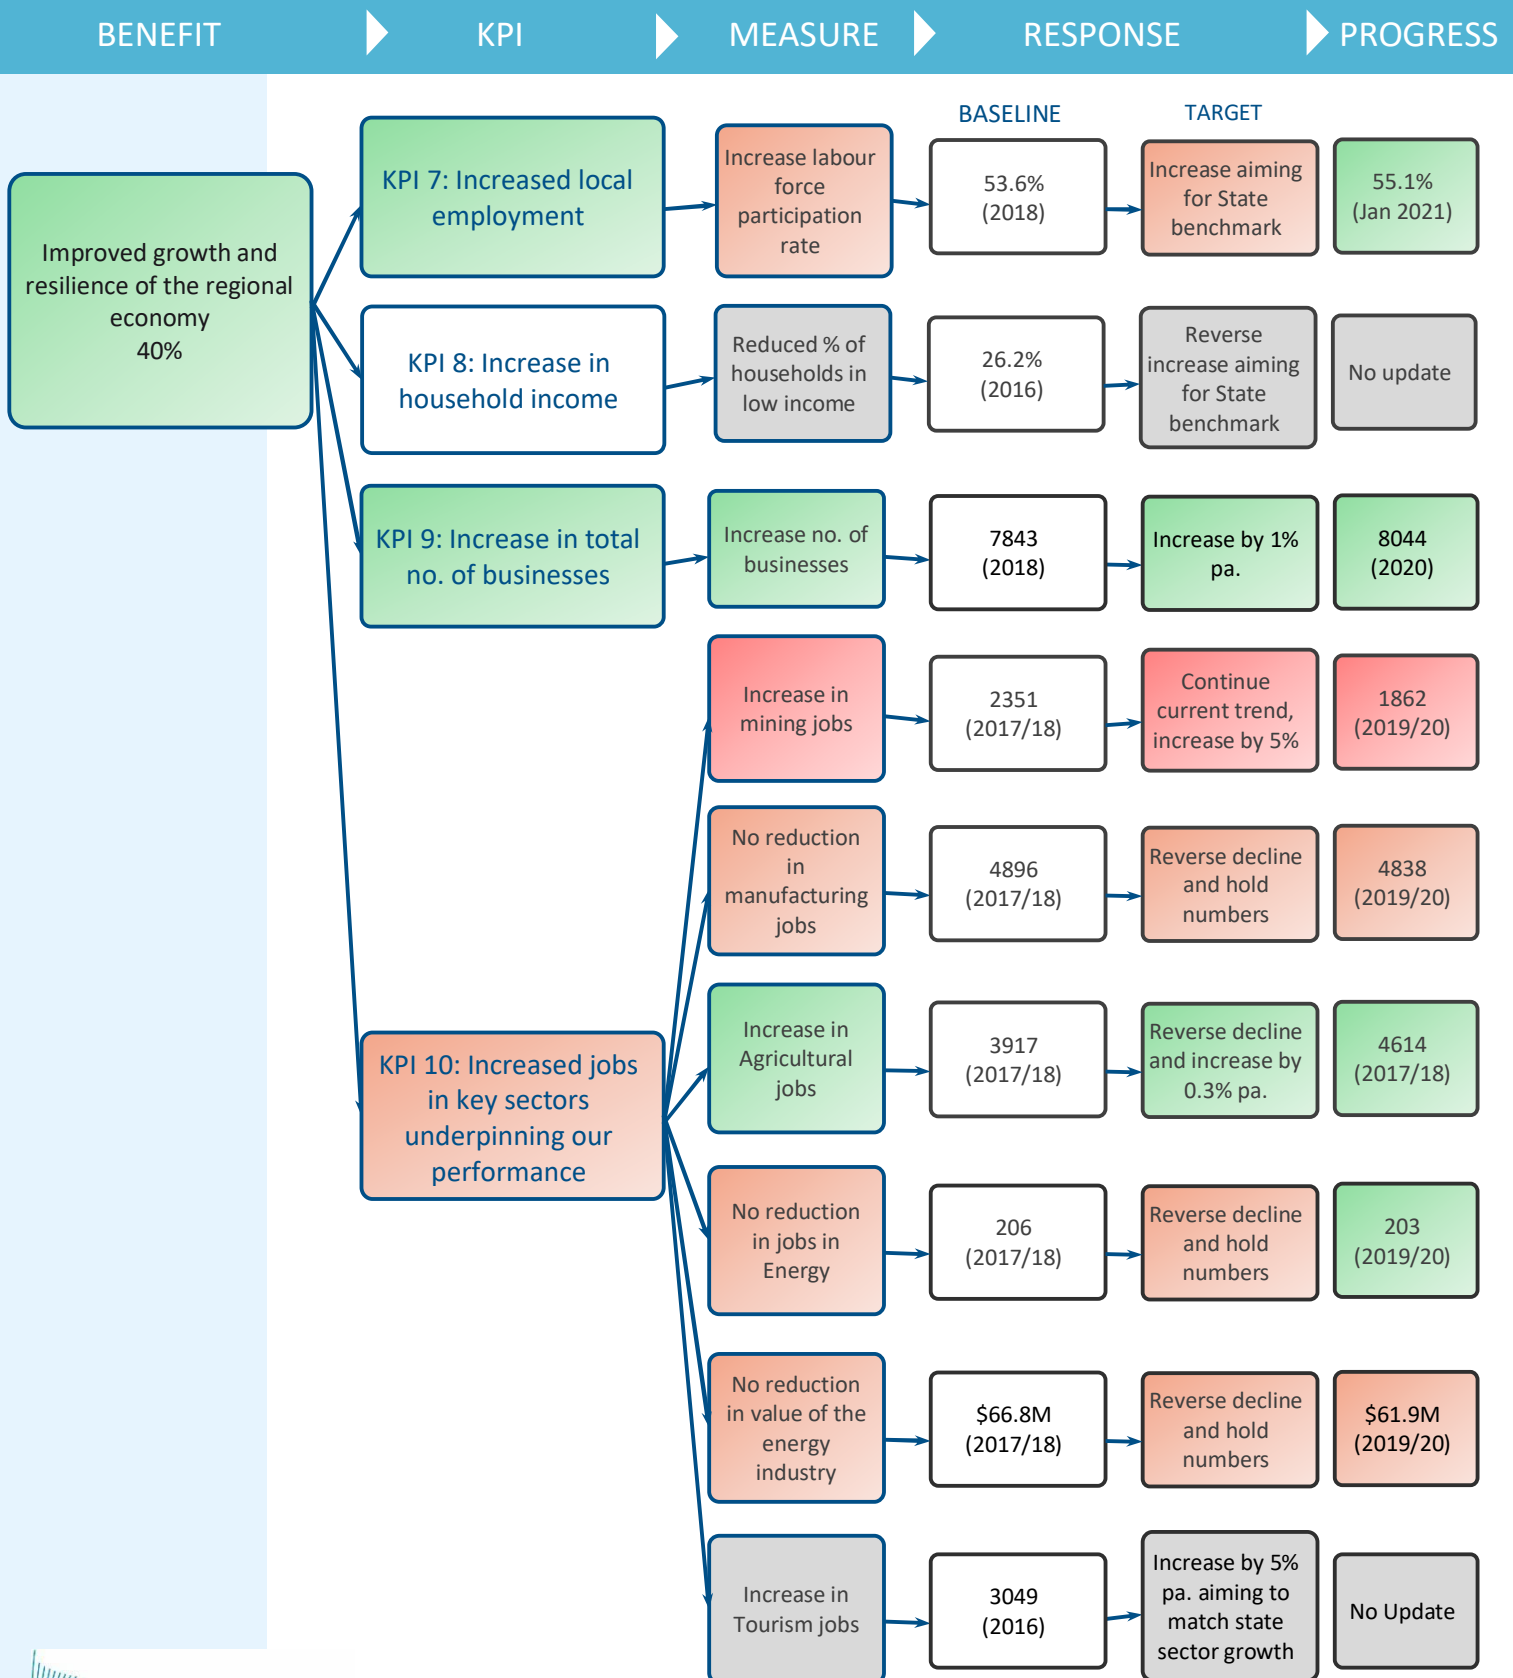 BENEFIT
KPI
MEASURE
RESPONSE
PROGRESS
BASELINE
TARGET
Improved growth and
resilience of the regional
economy
40%
KPI 7: Increased local
employment
Increase labour
force
participation
rate
53.6%
(2018)
Increase aiming
for State
benchmark
55.1%
(Jan 2021)
KPI 8: Increase in
household income
Reduced % of
households in
low income
26.2%
(2016)
Reverse
increase aiming
for State
benchmark
No update
KPI 9: Increase in total
no. of businesses
Increase no. of
businesses
7843
(2018)
Increase by 1%
pa.
8044
(2020)
KPI 10: Increased jobs
in key sectors
underpinning our
performance
Increase in
mining jobs
2351
(2017/18)
Continue
current trend,
increase by 5%
1862
(2019/20)
No reduction
in
manufacturing
jobs
4896
(2017/18)
Reverse decline
and hold
numbers
4838
(2019/20)
Increase in
Agricultural
jobs
3917
(2017/18)
Reverse decline
and increase by
0.3% pa.
4614
(2017/18)
No reduction
in jobs in
Energy
206
(2017/18)
Reverse decline
and hold
numbers
203
(2019/20)
No reduction
in value of the
energy
industry
$66.8M
(2017/18)
Reverse decline
and hold
numbers
$61.9M
(2019/20)
Increase in
Tourism jobs
3049
(2016)
Increase by 5%
pa. aiming to
match state
sector growth
No Update